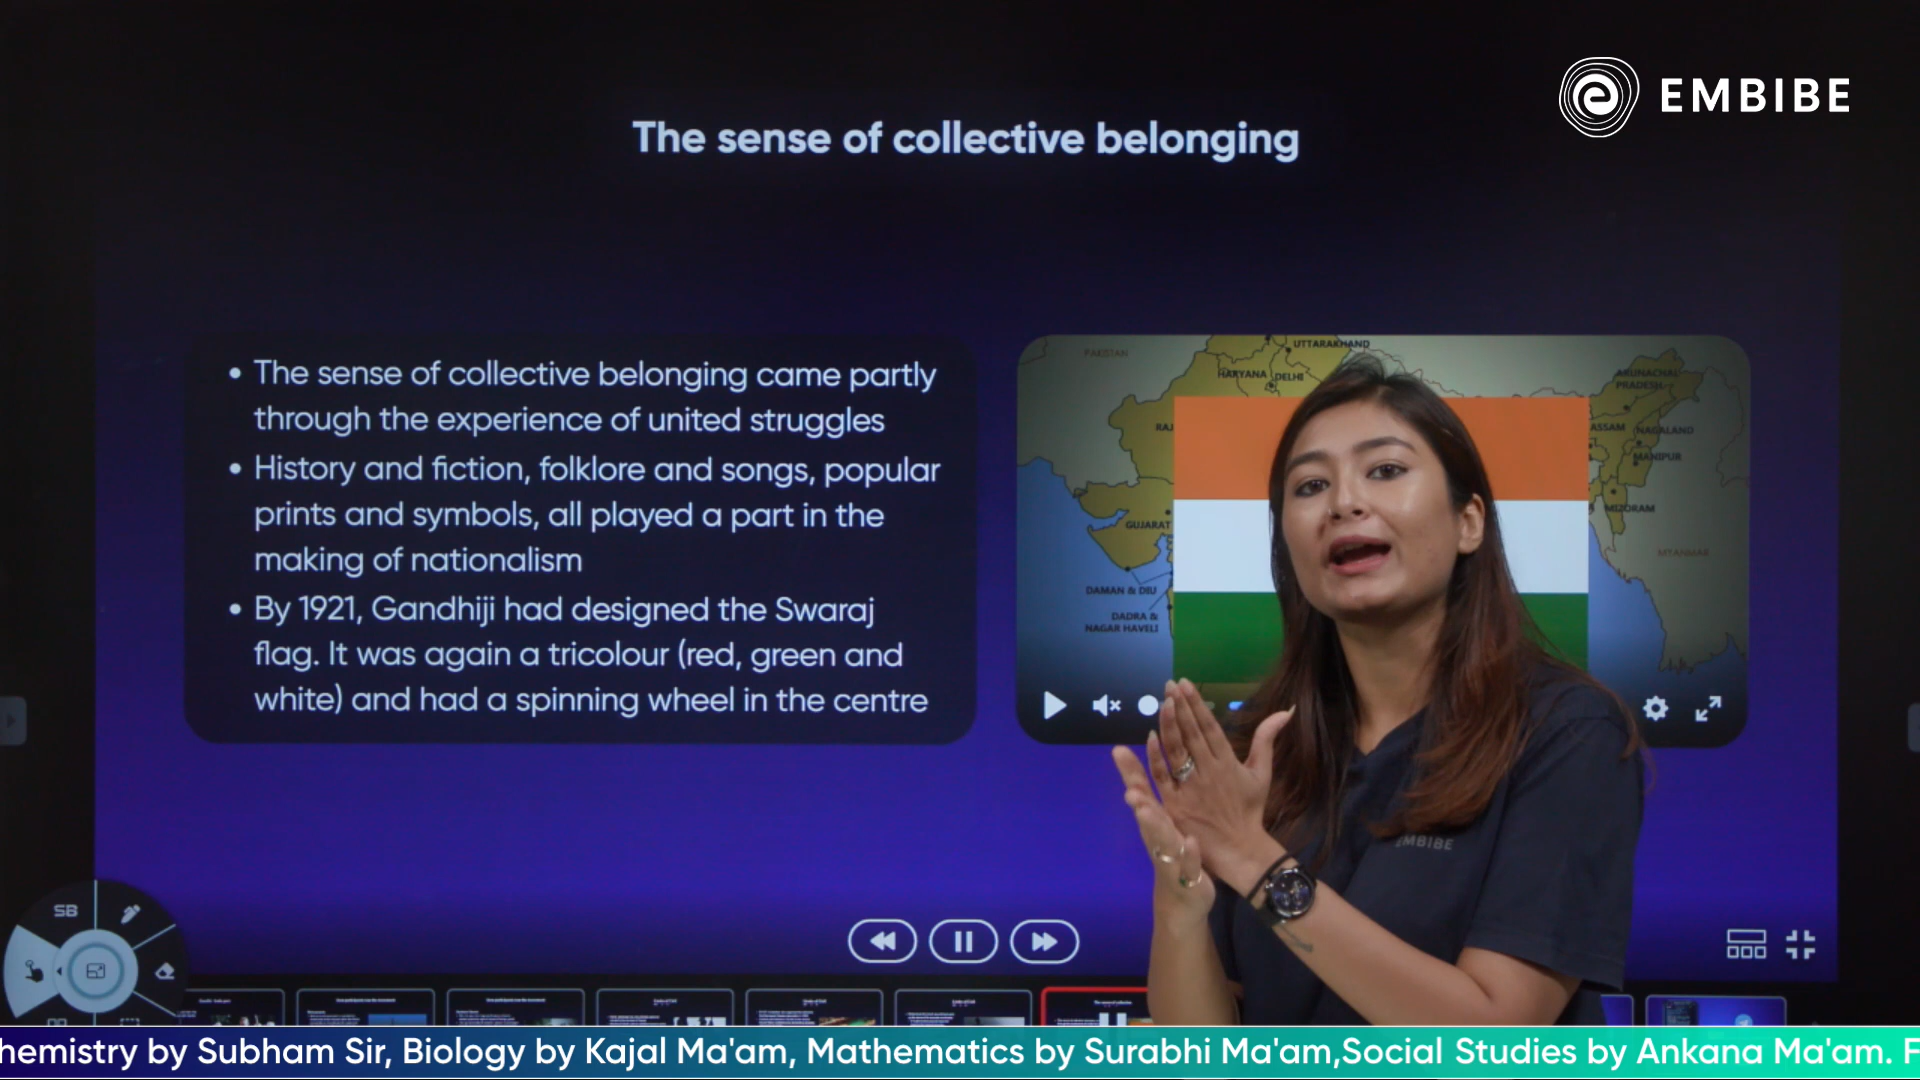 EMBIBE
The sense of collective belonging
• The sense of collective belonging came partly
through the experience of united struggles
• History and fiction, folklore and songs, popular
prints and symbols, all played a part in the
making of nationalism
• By 1921, Gandhiji had designed the Swaraj
flag. It was again a tricolour (red, green and
white) and had a spinning wheel in the centre
PAKISTAN
UTTARAKHAND
HARYANA
DELHI
ARUNACHAL
PRADESH
RAJ
ASSAM
NAGALAND
MANIPUR
GUJARAT
MIZORAM
MYANMAR
DAMAN & DIU
DADRA &
NAGAR HAVELI
EMBIBE
SB
hemistry by Subham Sir, Biology by Kajal Ma'am, Mathematics by Surabhi Ma'am,Social Studies by Ankana Ma'am. F